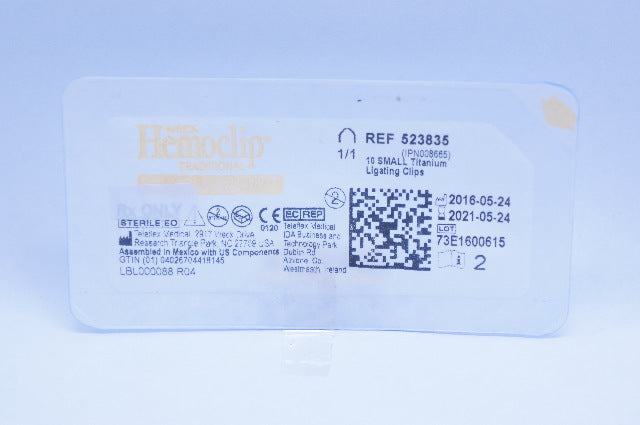 WECK
Hemoclip
TRADITIONAL
Rx ONLY
STERILE EO
0120
Teleflex Medical, 2917 Weck Drive
Research Triangle Park, NC 27709 USA
Assembled in Mexico with US Components
GTIN (01) 04026704418145
LBL000088 R04
EC REP
Teleflex Medical
IDA Business and
Technology Park
Dublin Rd
Athlone, Co.
Westmeath, Ireland
1/1
REF 523835
(IPN008665)
10 SMALL Titanium
Ligating Clips
2016-05-24
2021-05-24
LOT
73E1600615
2